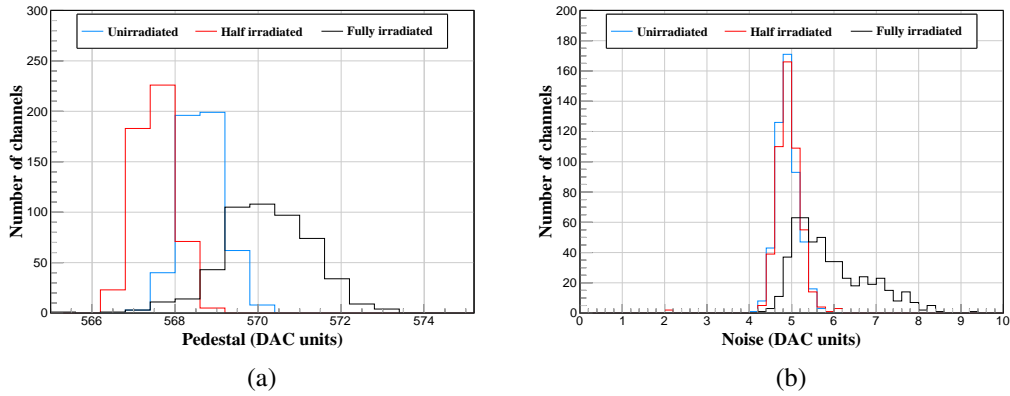 Unirradiated Half irradiated Fully irradiated
300
250
200
150
100
50
0
Number of channels
566 568 570 572 574
Pedestal (DAC units)
(a)
Unirradiated Half irradiated Fully irradiated
200
180
160
140
120
100
80
60
40
20
0
Number of channels
0 1 2 3 4 5 6 7 8 9 10
Noise (DAC units)
(b)